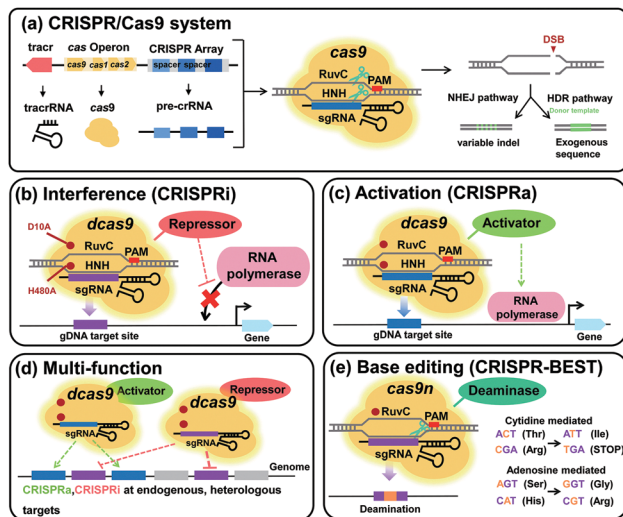 (a) CRISPR/Cas9 system
tracr
cas Operon
CRISPR Array
cas9 cas1 cas2
spacer spacer
tracrRNA
cas9
pre-crRNA
cas9
RuvC
PAM
HNH
sgRNA
DSB
NHEJ pathway
HDR pathway
Donor template
variable indel
Exogenous
sequence
(b) Interference (CRISPRi)
dcas9
Repressor
D10A
RuvC
PAM
HNH
H480A
sgRNA
RNA
polymerase
gDNA target site
Gene
(c) Activation (CRISPRa)
dcas9
Activator
RuvC
PAM
HNH
sgRNA
RNA
polymerase
gDNA target site
Gene
(d) Multi-function
dcas9
Activator
sgRNA
dcas9
Repressor
sgRNA
Genome
CRISPRa,CRISPRi at endogenous, heterologous
targets
(e) Base editing (CRISPR-BEST)
cas9n
Deaminase
RuvC
PAM
sgRNA
Deamination
Cytidine mediated
ACT (Thr) ATT (Ile)
CGA (Arg) TGA (STOP)
Adenosine mediated
AGT (Ser) GGT (Gly)
CAT (His) CGT (Arg)